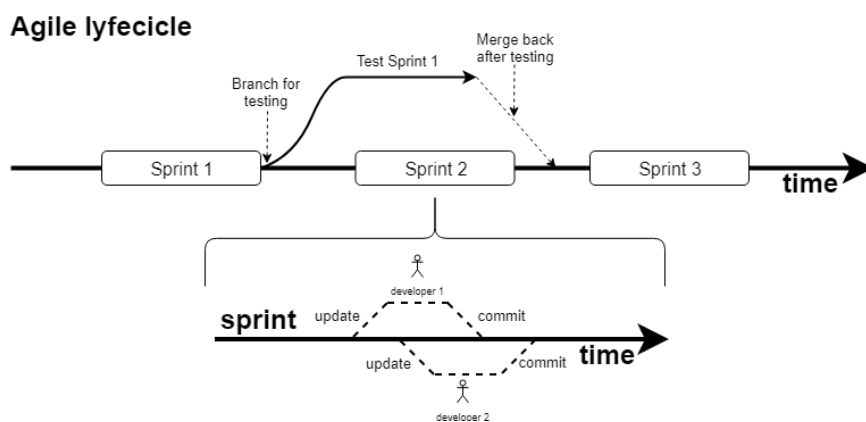 Agile lyfecicle
Merge back
after testing
Test Sprint 1
Branch for
testing
Sprint 1
Sprint 2
Sprint 3
time
developer 1
update
commit
sprint
time
update
commit
developer 2